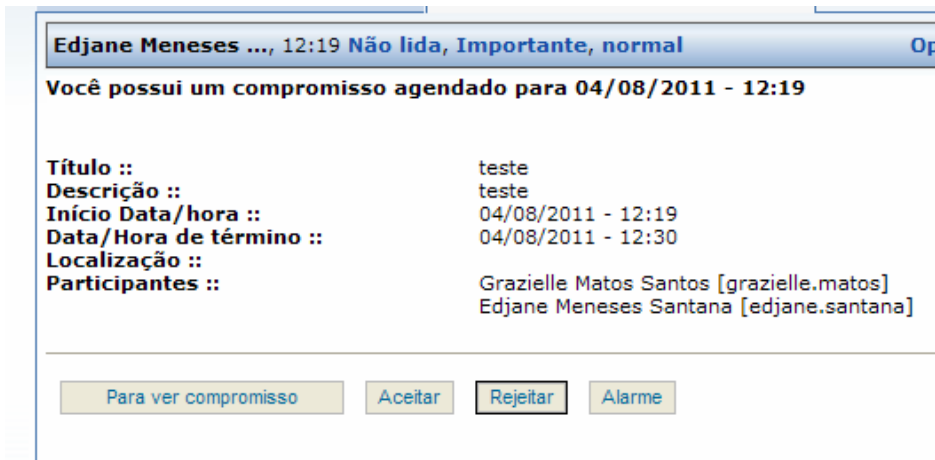 Edjane Meneses ..., 12:19 Não lida, Importante, normal Op
Você possui um compromisso agendado para 04/08/2011 - 12:19
Título :: teste
Descrição :: teste
Início Data/hora :: 04/08/2011 - 12:19
Data/Hora de término :: 04/08/2011 - 12:30
Localização ::
Participantes :: Grazielle Matos Santos [grazielle.matos]
Edjane Meneses Santana [edjane.santana]
Para ver compromisso Aceitar Rejeitar Alarme